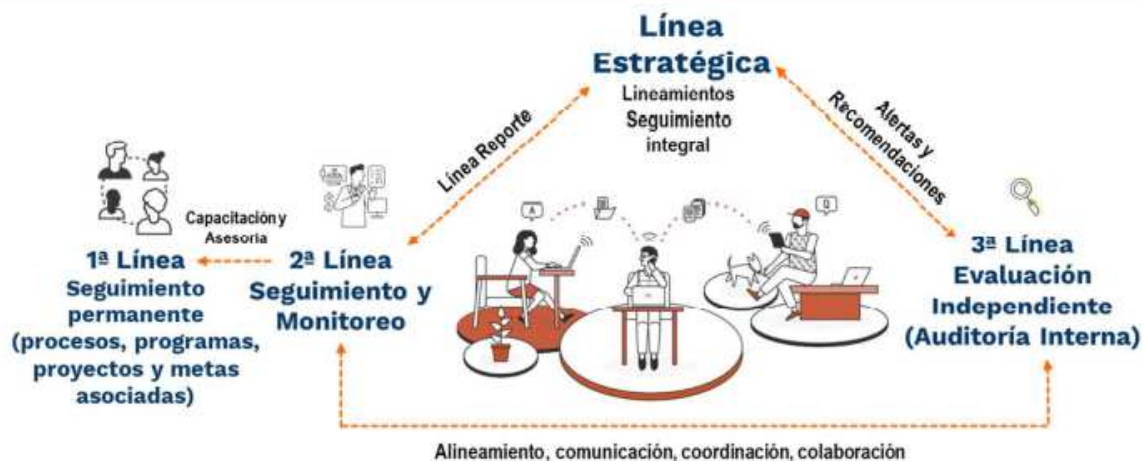 Línea
Estratégica
Lineamientos
Seguimiento
integral
Línea Reporte
Alertas y
Recomendaciones
Capacitación y
Asesoría
1ª Línea
Seguimiento
permanente
(procesos, programas,
proyectos y metas
asociadas)
2ª Línea
Seguimiento y
Monitoreo
3ª Línea
Evaluación
Independiente
(Auditoría Interna)
A
Q
Alineamiento, comunicación, coordinación, colaboración